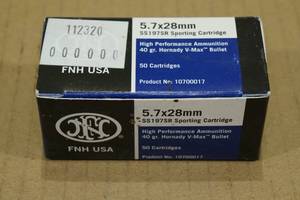 112320
000000
FNH USA
5.7x28mm
SS197SR Sporting Cartridge
High Performance Ammunition
40 gr. Hornady V-Max™ Bullet
50 Cartridges
Product No: 10700017
FN
FNH USA
5.7x28mm
SS197SR Sporting Cartridge
High Performance Ammunition
40 gr. Hornady V-Max™ Bullet
50 Cartridges
Product No: 10700017